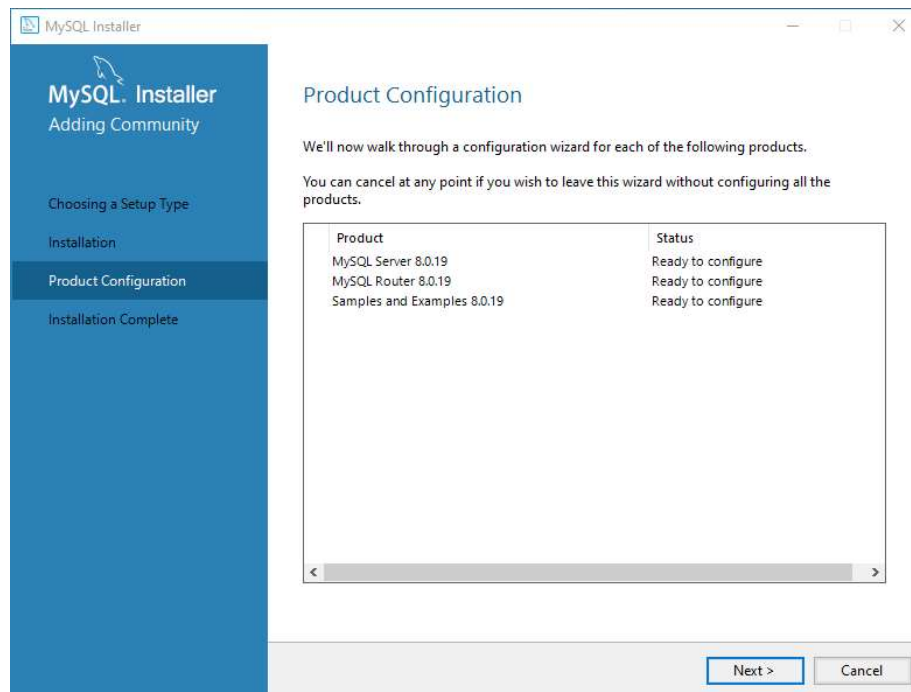 MySQL Installer
MySQL. Installer
Adding Community
Choosing a Setup Type
Installation
Product Configuration
Installation Complete
Product Configuration
We'll now walk through a configuration wizard for each of the following products.
You can cancel at any point if you wish to leave this wizard without configuring all the
products.
Product Status
MySQL Server 8.0.19 Ready to configure
MySQL Router 8.0.19 Ready to configure
Samples and Examples 8.0.19 Ready to configure
Next > Cancel